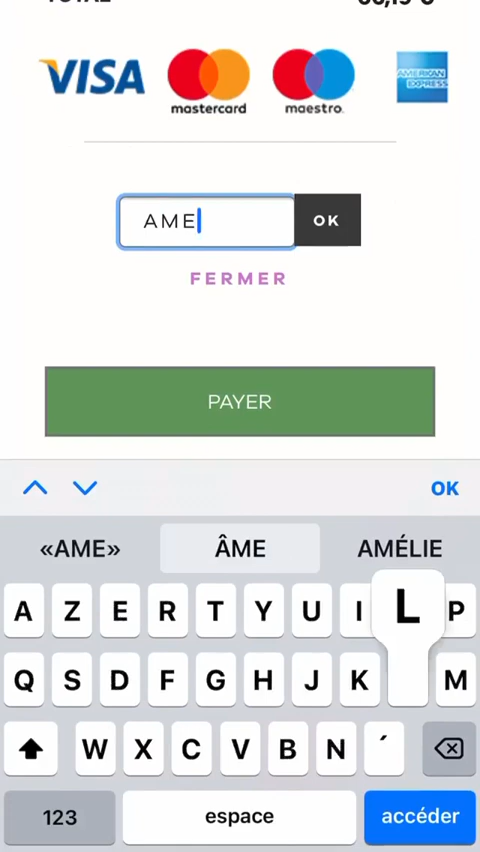 VISA
mastercard
maestro.
AMERICAN
EXPRESS
AME
OK
FERMER
PAYER
OK
«AME» ÂME AMÉLIE
A Z E R T Y U I L P
Q S D F G H J K M
W X C V B N ´
123 espace accéder